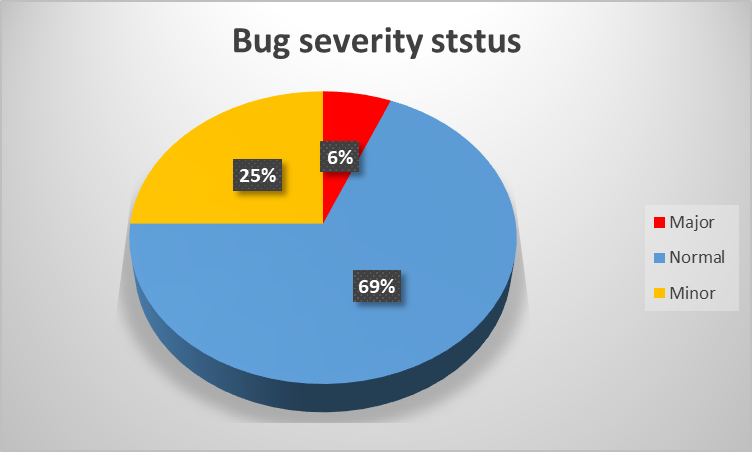 Bug severity ststus
6%
25%
69%
Major
Normal
Minor